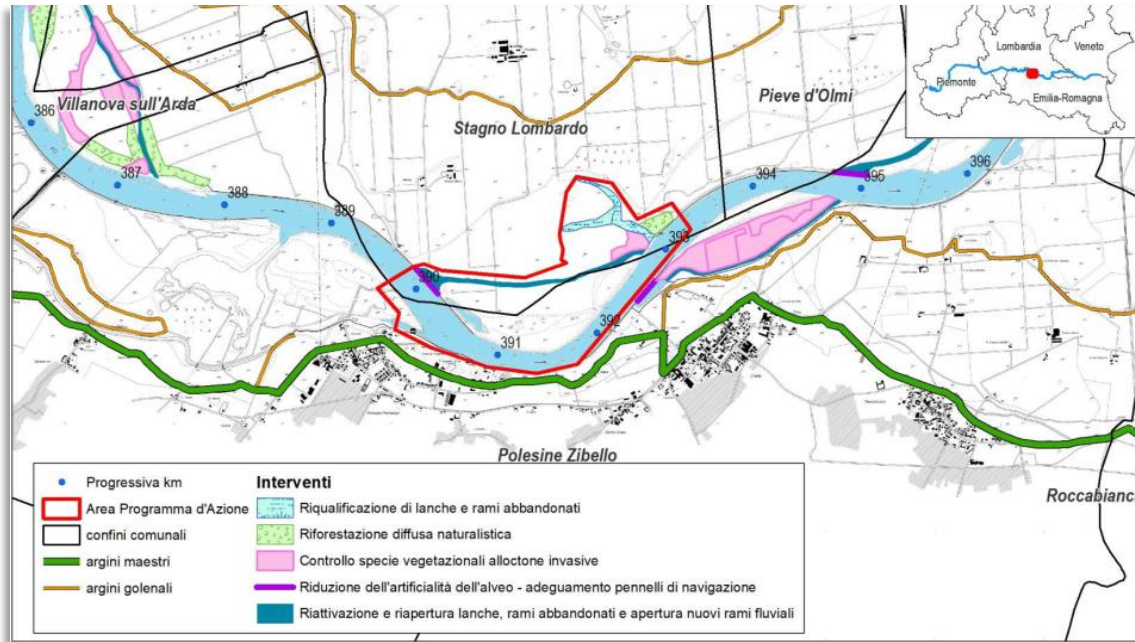 Lombardia
Veneto
Piemonte
Emilia-Romagna
386
Villanova sull'Arda
Pieve d'Olmi
Stagno Lombardo
387
388
389
390
391
392
393
394
395
396
Polesine Zibello
Roccabianc
Progressiva km
Area Programma d'Azione
confini comunali
argini maestri
argini golenali
Interventi
Riqualificazione di lanche e rami abbandonati
Riforestazione diffusa naturalistica
Controllo specie vegetazionali alloctone invasive
Riduzione dell'artificialità dell'alveo - adeguamento pennelli di navigazione
Riattivazione e riapertura lanche, rami abbandonati e apertura nuovi rami fluviali